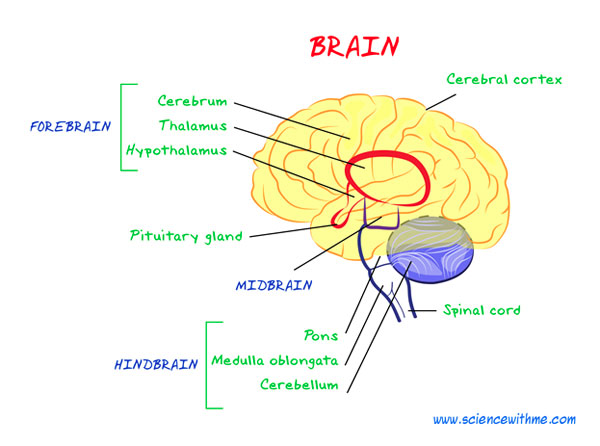 BRAIN
Cerebral cortex
FOREBRAIN
Cerebrum
Thalamus
Hypothalamus
Pituitary gland
MIDBRAIN
Spinal cord
HINDBRAIN
Pons
Medulla oblongata
Cerebellum
www.sciencewithme.com